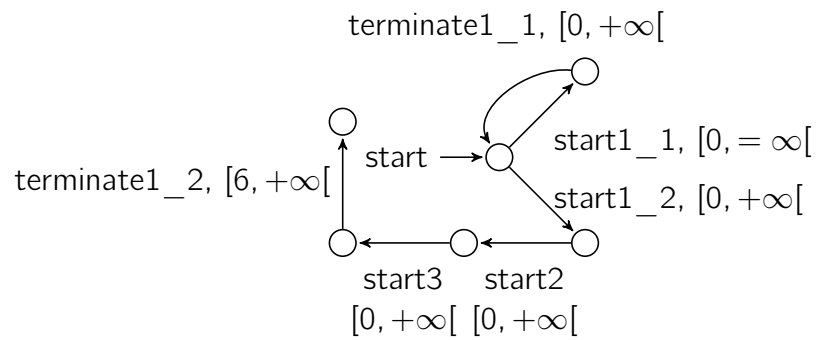 terminate1_1, [0, +∞[
start
start1_1, [0, = ∞[
terminate1_2, [6, +∞[
start1_2, [0, +∞[
start3 start2
[0, +∞[ [0, +∞[